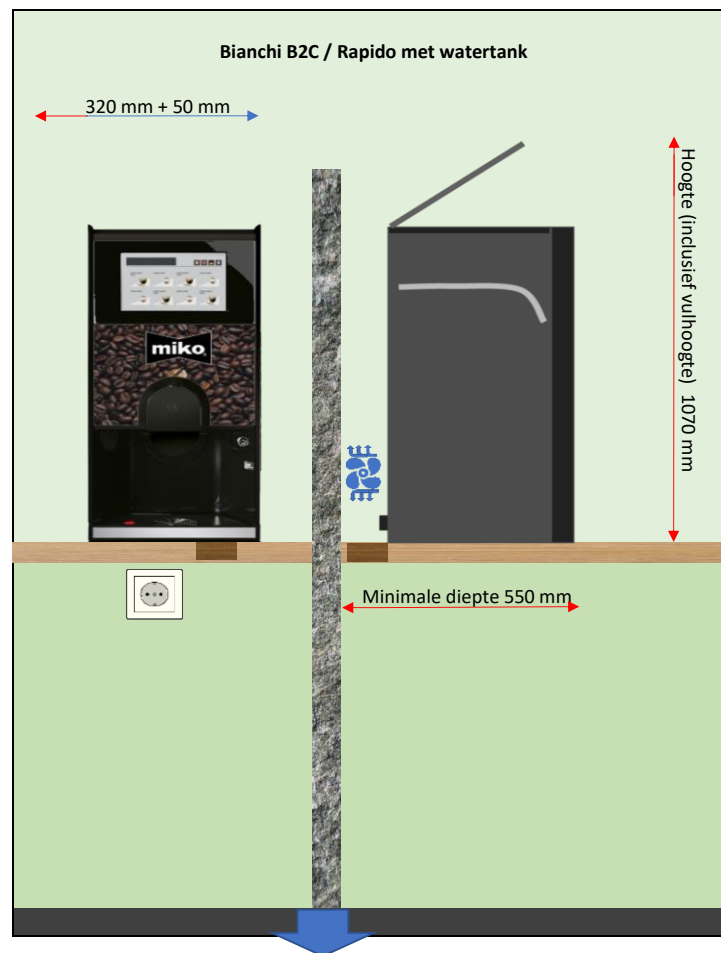 Bianchi B2C / Rapido met watertank
320 mm + 50 mm
Hoogte (inclusief vulhoogte) 1070 mm
miko
Minimale diepte 550 mm